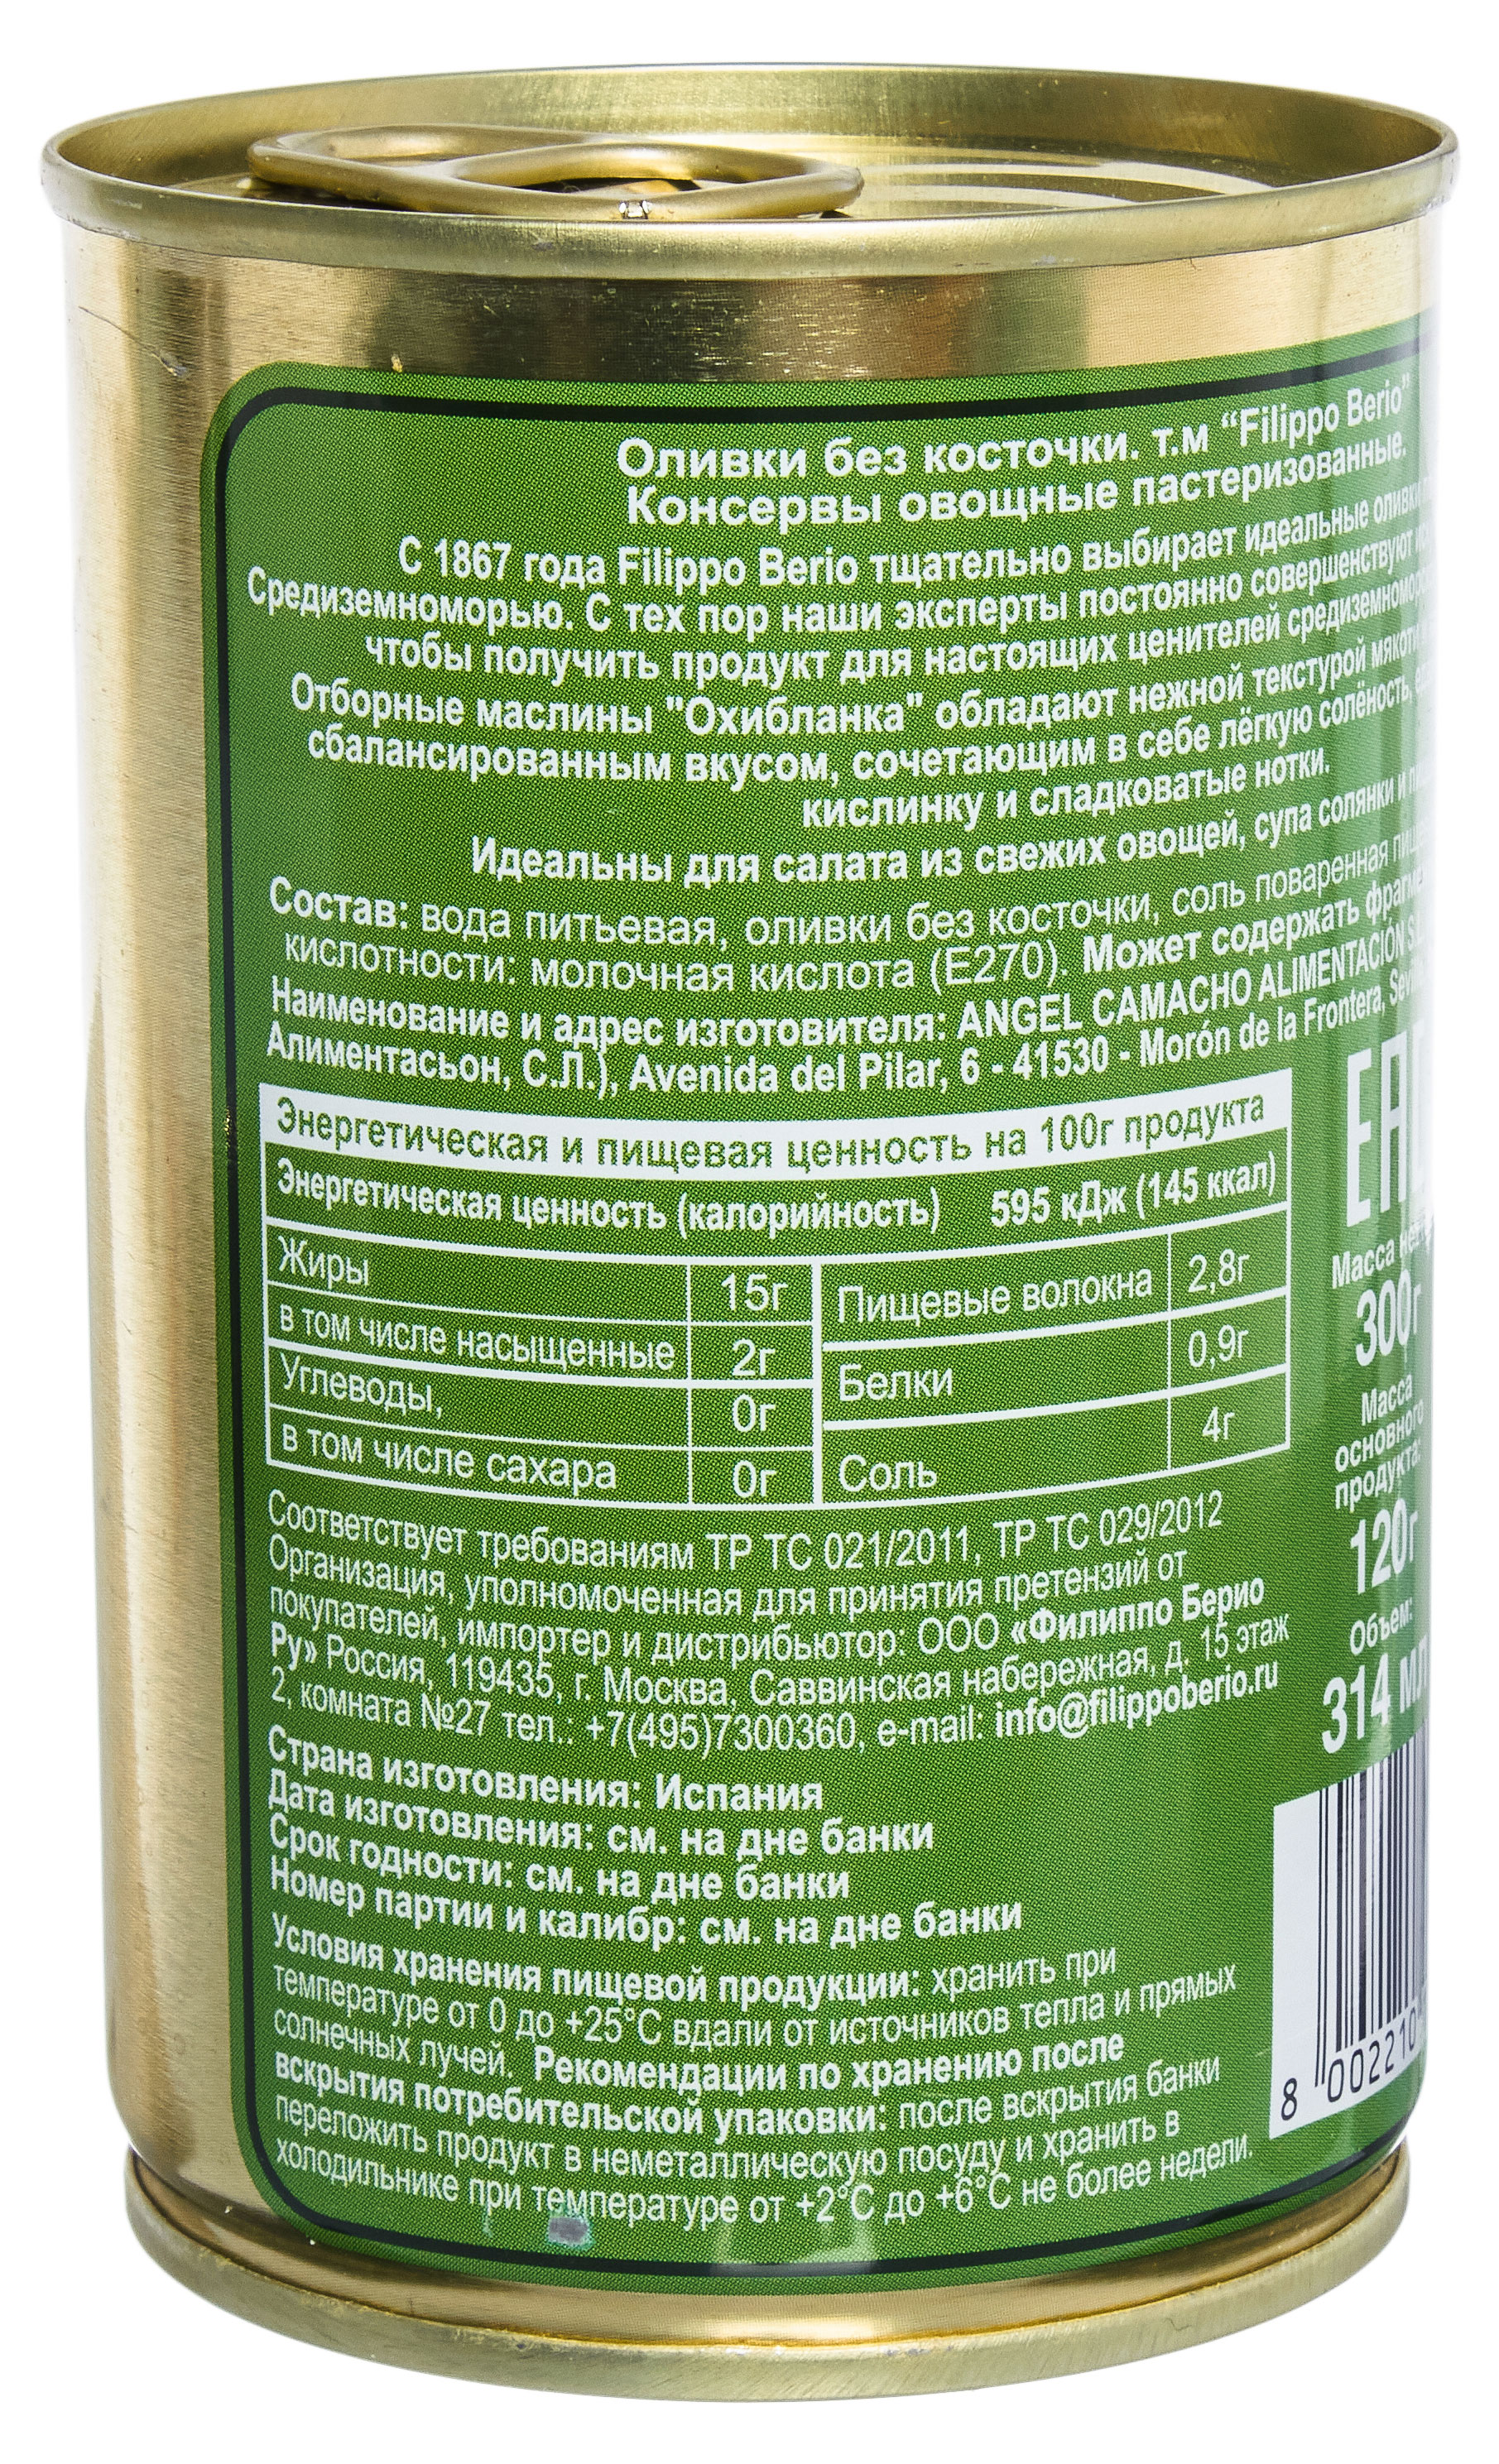 Оливки без косточки. т.м “Filippo Berio”
Консервы овощные пастеризованные.
С 1867 года Filippo Berio тщательно выбирает идеальные оливки
Средиземноморью. С тех пор наши эксперты постоянно совершенствуют
чтобы получить продукт для настоящих ценителей
Отборные маслины "Охибланка" обладают нежной текстурой
сбалансированным вкусом, сочетающим в себе лёгкую солёность,
кислинку и сладковатые нотки.
Идеальны для салата из свежих овощей, супа солянки и
Состав: вода питьевая, оливки без косточки, соль поваренная
кислотности: молочная кислота (Е270). Может содержать
Наименование и адрес изготовителя: ANGEL CAMACHO ALIMENTACIÓN
Алиментасьон, С.Л.), Avenida del Pilar, 6 - 41530 - Morón de la Frontera,
Энергетическая и пищевая ценность на 100г продукта
Энергетическая ценность (калорийность) 595 кДж (145 ккал)
Жиры 15г Пищевые волокна 2,8г
в том числе насыщенные 2г Белки 0,9г
Углеводы, 0г Соль 4г
в том числе сахара 0г
Соответствует требованиям ТР ТС 021/2011, ТР ТС 029/2012
Организация, уполномоченная для принятия претензий от
покупателей, импортер и дистрибьютор: ООО «Филиппо Берио
Ру» Россия, 119435, г. Москва, Саввинская набережная, д. 15 этаж
2, комната №27 тел.: +7(495)7300360, e-mail: info@filippoberio.ru
Страна изготовления: Испания
Дата изготовления: см. на дне банки
Срок годности: см. на дне банки
Номер партии и калибр: см. на дне банки
Условия хранения пищевой продукции: хранить при
температуре от 0 до +25°С вдали от источников тепла и прямых
солнечных лучей. Рекомендации по хранению после
вскрытия потребительской упаковки: после вскрытия банки
переложить продукт в неметаллическую посуду и хранить в
холодильнике при температуре от +2°С до +6°С не более недели.
EAC
Масса
300г
Масса
основного
продукта:
120г
Объем:
314 мл
8 002210